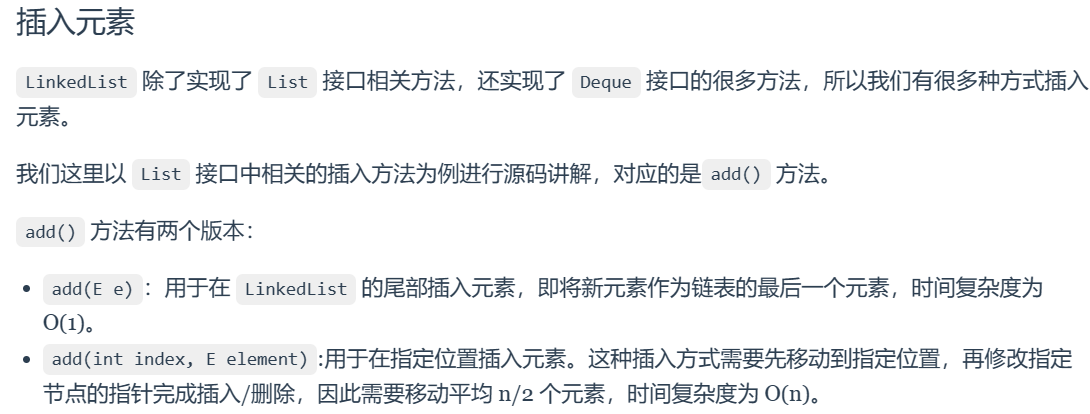 插入元素
LinkedList 除了实现了 List 接口相关方法，还实现了 Deque 接口的很多方法，所以我们有很多种方式插入
元素。
我们这里以 List 接口中相关的插入方法为例进行源码讲解，对应的是add() 方法。
add() 方法有两个版本：
• add(E e)：用于在 LinkedList 的尾部插入元素，即将新元素作为链表的最后一个元素，时间复杂度为
O(1)。
• add(int index, E element):用于在指定位置插入元素。这种插入方式需要先移动到指定位置，再修改指定
节点的指针完成插入/删除，因此需要移动平均 n/2 个元素，时间复杂度为 O(n)。